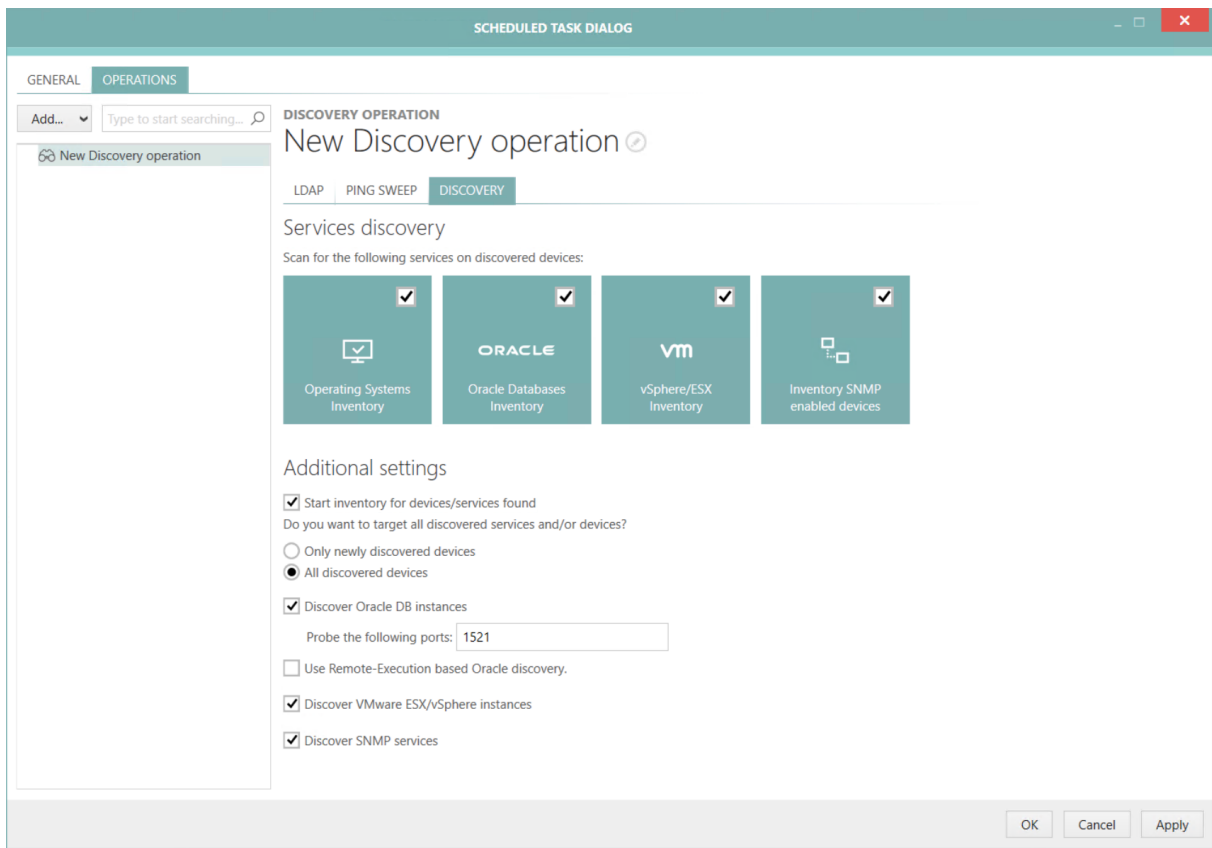 SCHEDULED TASK DIALOG
GENERAL OPERATIONS
Add... Type to start searching...
New Discovery operation
DISCOVERY OPERATION
New Discovery operation
LDAP PING SWEEP DISCOVERY
Services discovery
Scan for the following services on discovered devices:
ORACLE vm
Operating Systems Oracle Databases vSphere/ESX Inventory SNMP
Inventory Inventory Inventory enabled devices
Additional settings
Start inventory for devices/services found
Do you want to target all discovered services and/or devices?
Only newly discovered devices
All discovered devices
Discover Oracle DB instances
Probe the following ports: 1521
Use Remote-Execution based Oracle discovery.
Discover VMware ESX/vSphere instances
Discover SNMP services
OK Cancel Apply